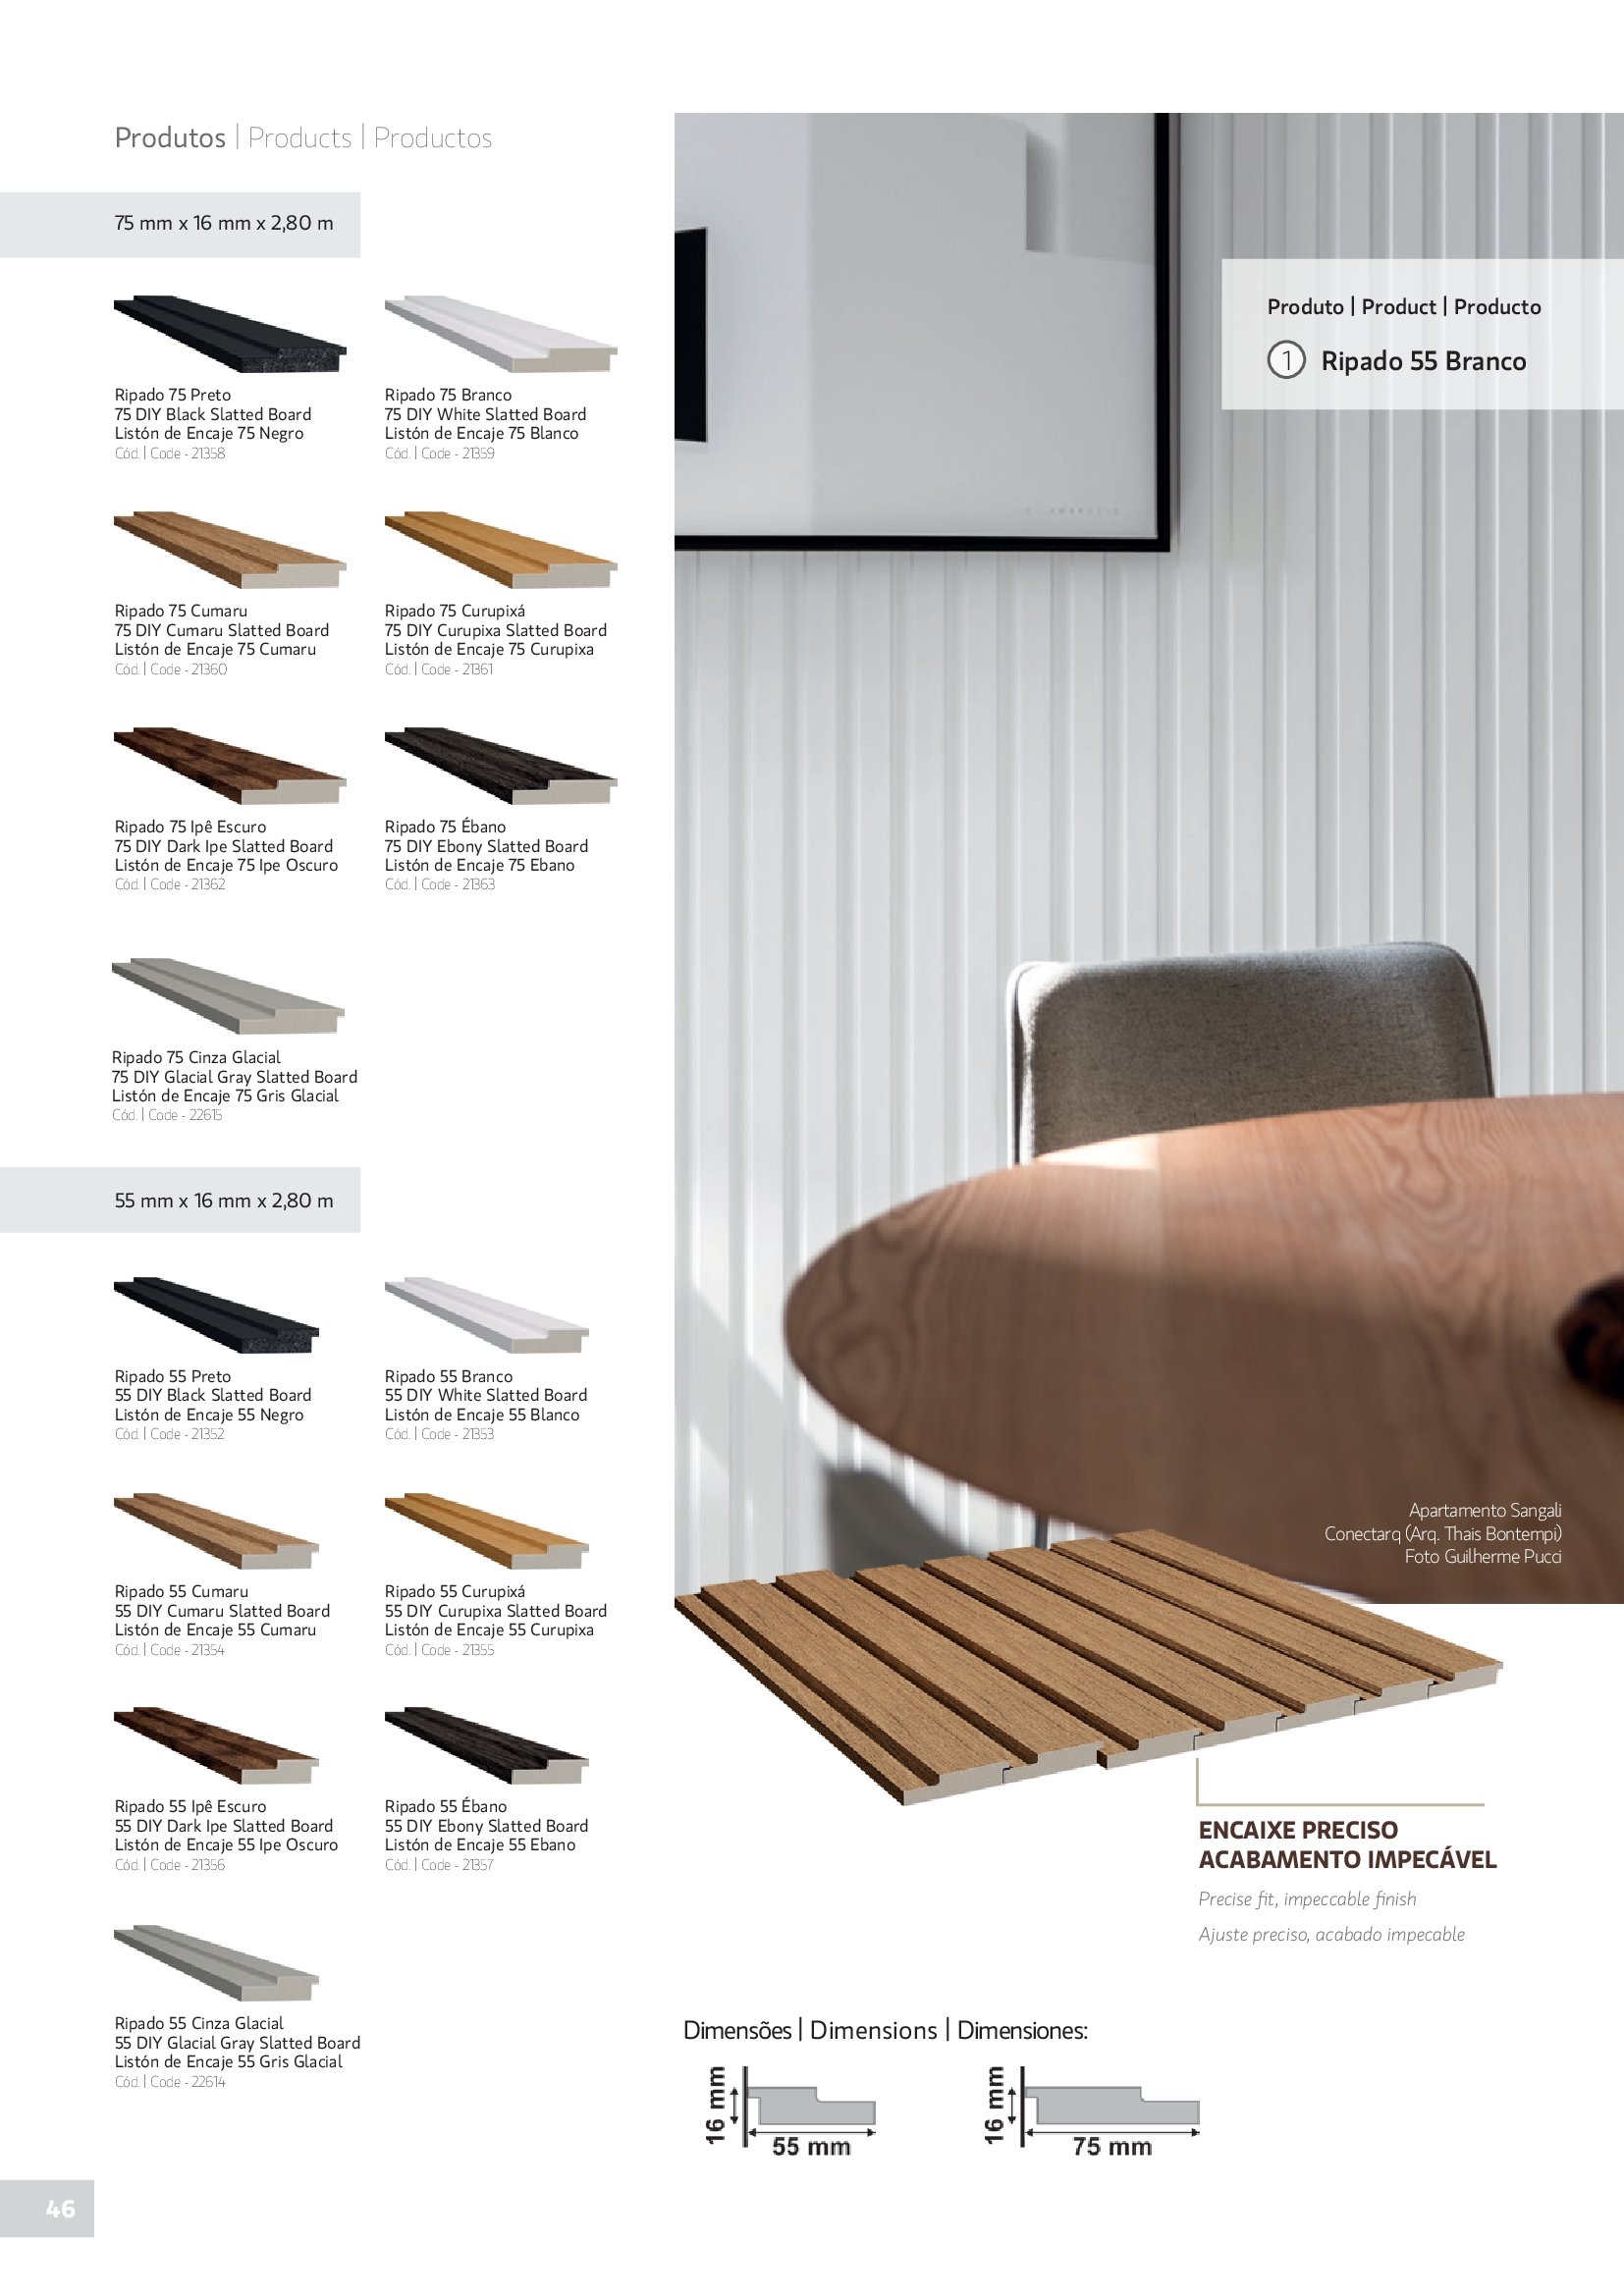 Produtos | Products | Productos
75 mm x 16 mm x 2,80 m
Ripado 75 Preto
75 DIY Black Slatted Board
Listón de Encaje 75 Negro
Cód. | Code - 21358
Ripado 75 Branco
75 DIY White Slatted Board
Listón de Encaje 75 Blanco
Cód. | Code - 21359
Ripado 75 Cumaru
75 DIY Cumaru Slatted Board
Listón de Encaje 75 Cumaru
Cód. | Code - 21360
Ripado 75 Curupixá
75 DIY Curupixa Slatted Board
Listón de Encaje 75 Curupixa
Cód. | Code - 21361
Ripado 75 Ipê Escuro
75 DIY Dark Ipe Slatted Board
Listón de Encaje 75 Ipe Oscuro
Cód. | Code - 21362
Ripado 75 Ébano
75 DIY Ebony Slatted Board
Listón de Encaje 75 Ebano
Cód. | Code - 21363
Ripado 75 Cinza Glacial
75 DIY Glacial Gray Slatted Board
Listón de Encaje 75 Gris Glacial
Cód. | Code - 22615
55 mm x 16 mm x 2,80 m
Ripado 55 Preto
55 DIY Black Slatted Board
Listón de Encaje 55 Negro
Cód. | Code - 21352
Ripado 55 Branco
55 DIY White Slatted Board
Listón de Encaje 55 Blanco
Cód. | Code - 21353
Ripado 55 Cumaru
55 DIY Cumaru Slatted Board
Listón de Encaje 55 Cumaru
Cód. | Code - 21354
Ripado 55 Curupixá
55 DIY Curupixa Slatted Board
Listón de Encaje 55 Curupixa
Cód. | Code - 21355
Ripado 55 Ipê Escuro
55 DIY Dark Ipe Slatted Board
Listón de Encaje 55 Ipe Oscuro
Cód. | Code - 21356
Ripado 55 Ébano
55 DIY Ebony Slatted Board
Listón de Encaje 55 Ebano
Cód. | Code - 21357
Ripado 55 Cinza Glacial
55 DIY Glacial Gray Slatted Board
Listón de Encaje 55 Gris Glacial
Cód. | Code - 22614
Produto | Product | Producto
1 Ripado 55 Branco
Apartamento Sangali
Conectarq (Arq. Thais Bontempi)
Foto Guilherme Pucci
ENCAIXE PRECISO
ACABAMENTO IMPECÁVEL
Precise fit, impeccable finish
Ajuste preciso, acabado impecable
Dimensões | Dimensions | Dimensiones:
16 mm
55 mm
16 mm
75 mm
46